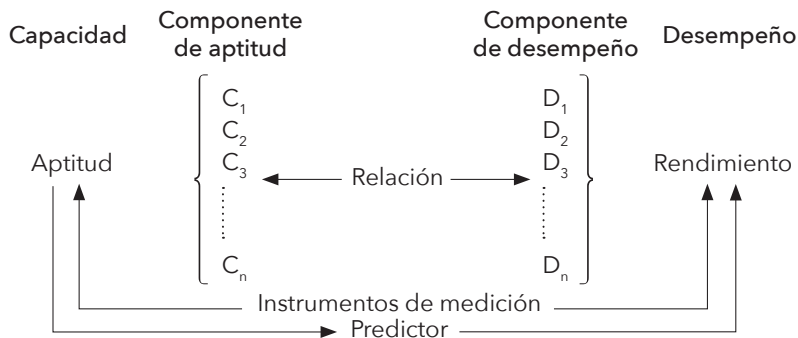 Capacidad
Componente
de aptitud
Componente
de desempeño
Desempeño
C1
C2
C3
Cn
D1
D2
D3
Dn
Aptitud
Relación
Rendimiento
Instrumentos de medición
Predictor